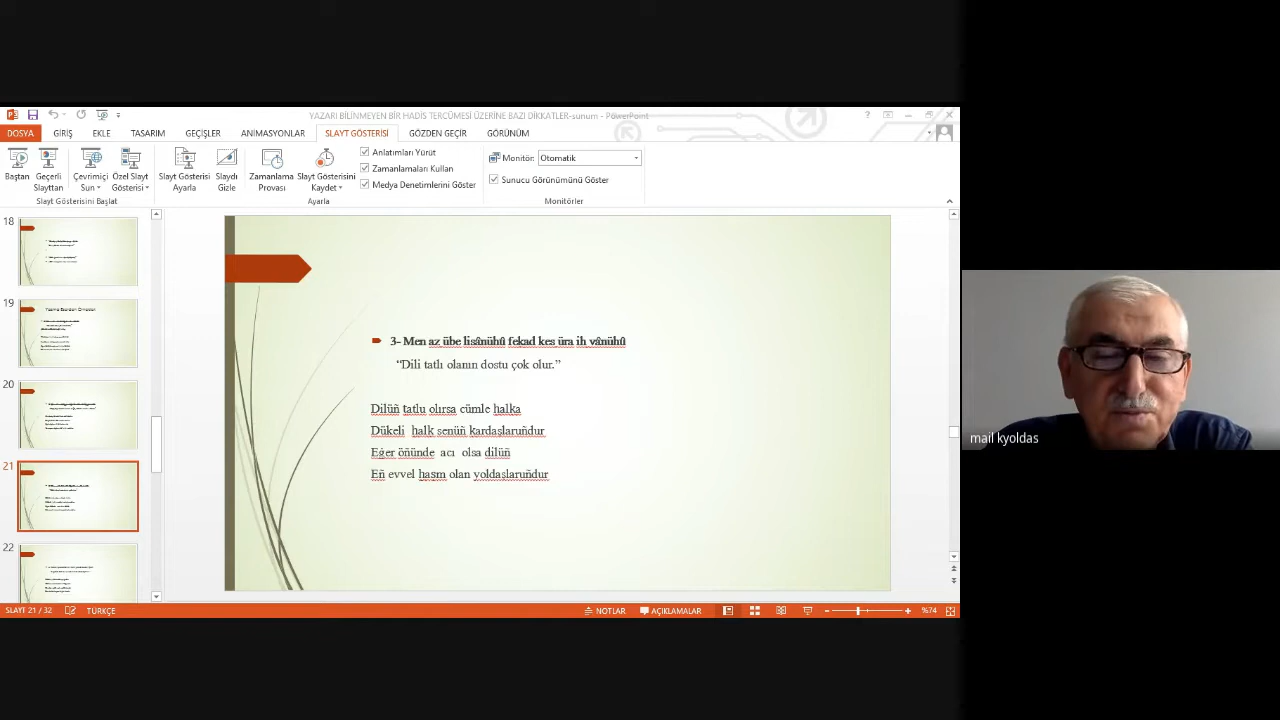 YAZARI BİLİNMEYEN BİR HADİS TERCÜMESİ ÜZERİNE BAZI DİKKATLER-sunum - PowerPoint
DOSYA GİRİŞ EKLE TASARIM GEÇİŞLER ANİMASYONLAR SLAYT GÖSTERİSİ GÖZDEN GEÇİR GÖRÜNÜM
Baştan
Geçerli Slayttan
Çevrimiçi Sun
Özel Slayt Gösterisi
Slayt Gösterisini Başlat
Slayt Gösterisi Ayarla
Slaydı Gizle
Zamanlama Provası
Slayt Gösterisini Kaydet
Anlatımları Yürüt
Zamanlamaları Kullan
Medya Denetimlerini Göster
Ayarla
Monitör: Otomatik
Sunucu Görünümünü Göster
Monitörler
18
19
20
21
22
3- Men az übe lisânühû fekad kes üra ih vânühû
“Dili tatlı olanın dostu çok olur.”
Dilüñ tatlu olırsa cümle halka
Dükeli halk senüñ kardaşlaruñdur
Eğer öñünde acı olsa dilüñ
Eñ evvel hasm olan yoldaşlaruñdur
mail kyoldas
SLAYT 21 / 32 TÜRKÇE NOTLAR AÇIKLAMALAR %74